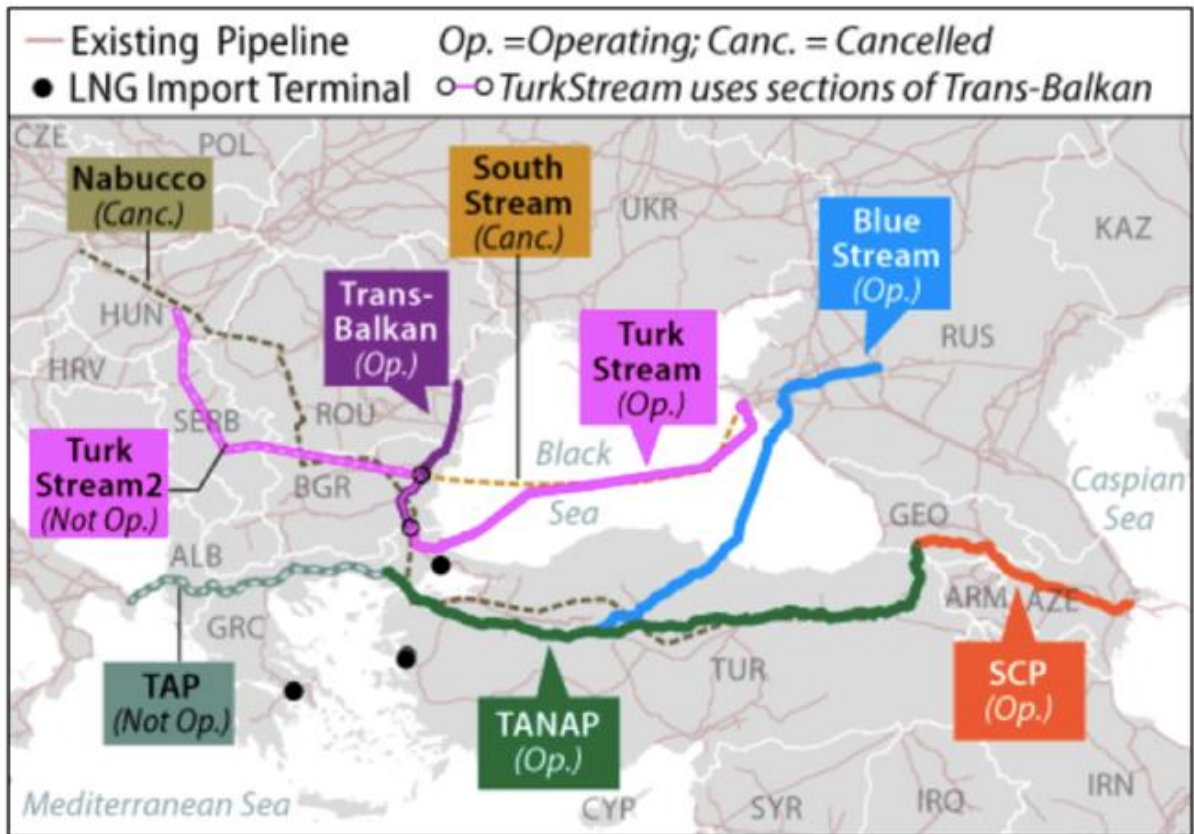 Existing Pipeline
Op. =Operating; Canc. = Cancelled
LNG Import Terminal
TurkStream uses sections of Trans-Balkan
CZE
POL
Nabucco
(Canc.)
South
Stream
(Canc.)
UKR
Blue
Stream
(Op.)
KAZ
Trans-
Balkan
(Op.)
HUN
Turk
Stream
(Op.)
RUS
HRV
SERB
ROU
Turk
Stream2
(Not Op.)
BGR
Black
Sea
Caspian
Sea
GEO
ALB
ARM
AZE
GRC
TAP
(Not Op.)
TANAP
(Op.)
TUR
SCP
(Op.)
Mediterranean Sea
CYP
SYR
IRQ
IRN